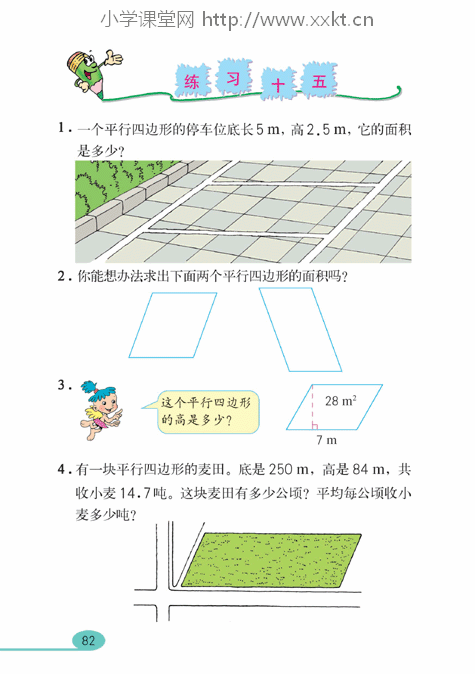 小学课堂网 http://www.xxkt.cn
练习十五
1. 一个平行四边形的停车位底长5 m，高2.5 m，它的面积
是多少？
2. 你能想办法求出下面两个平行四边形的面积吗？
3.
这个平行四边形
的高是多少？
28 m²
7 m
4. 有一块平行四边形的麦田。底是250 m，高是84 m，共
收小麦14.7吨。这块麦田有多少公顷？平均每公顷收小
麦多少吨？
82